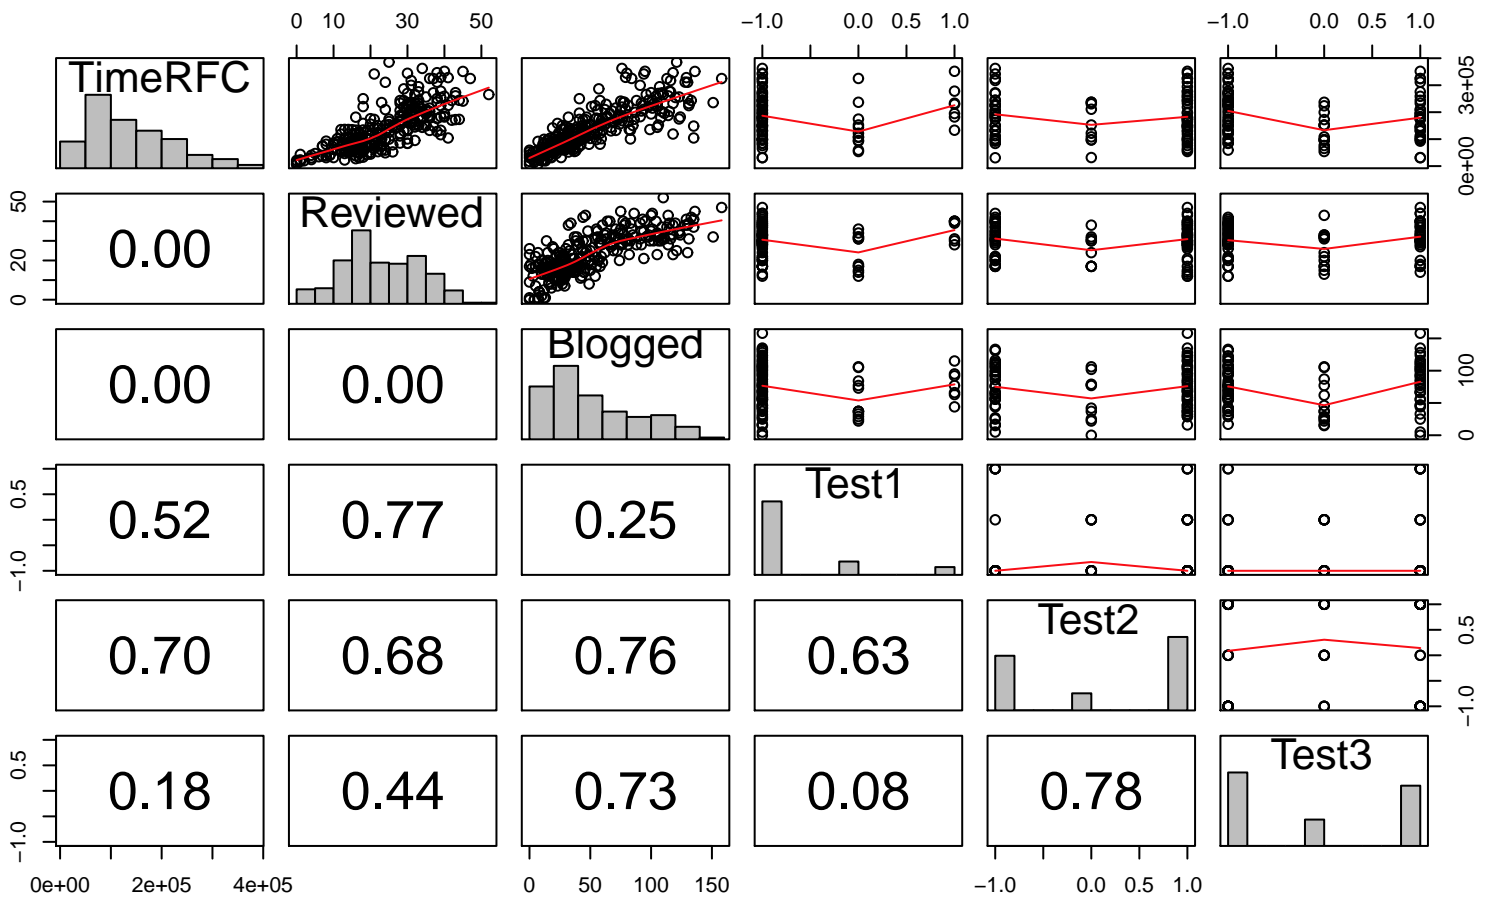 0 10 30 50 −1.0 0.0 0.5 1.0 −1.0 0.0 0.5 1.0
TimeRFC
0e+00 3e+05
0 20 50
0.00 Reviewed
0.00 0.00 Blogged
0 100
−1.0 0.5
0.52 0.77 0.25 Test1
0.70 0.68 0.76 0.63 Test2
−1.0 0.5
−1.0 0.5
0.18 0.44 0.73 0.08 0.78 Test3
0e+00 2e+05 4e+05 0 50 100 150 −1.0 0.0 0.5 1.0